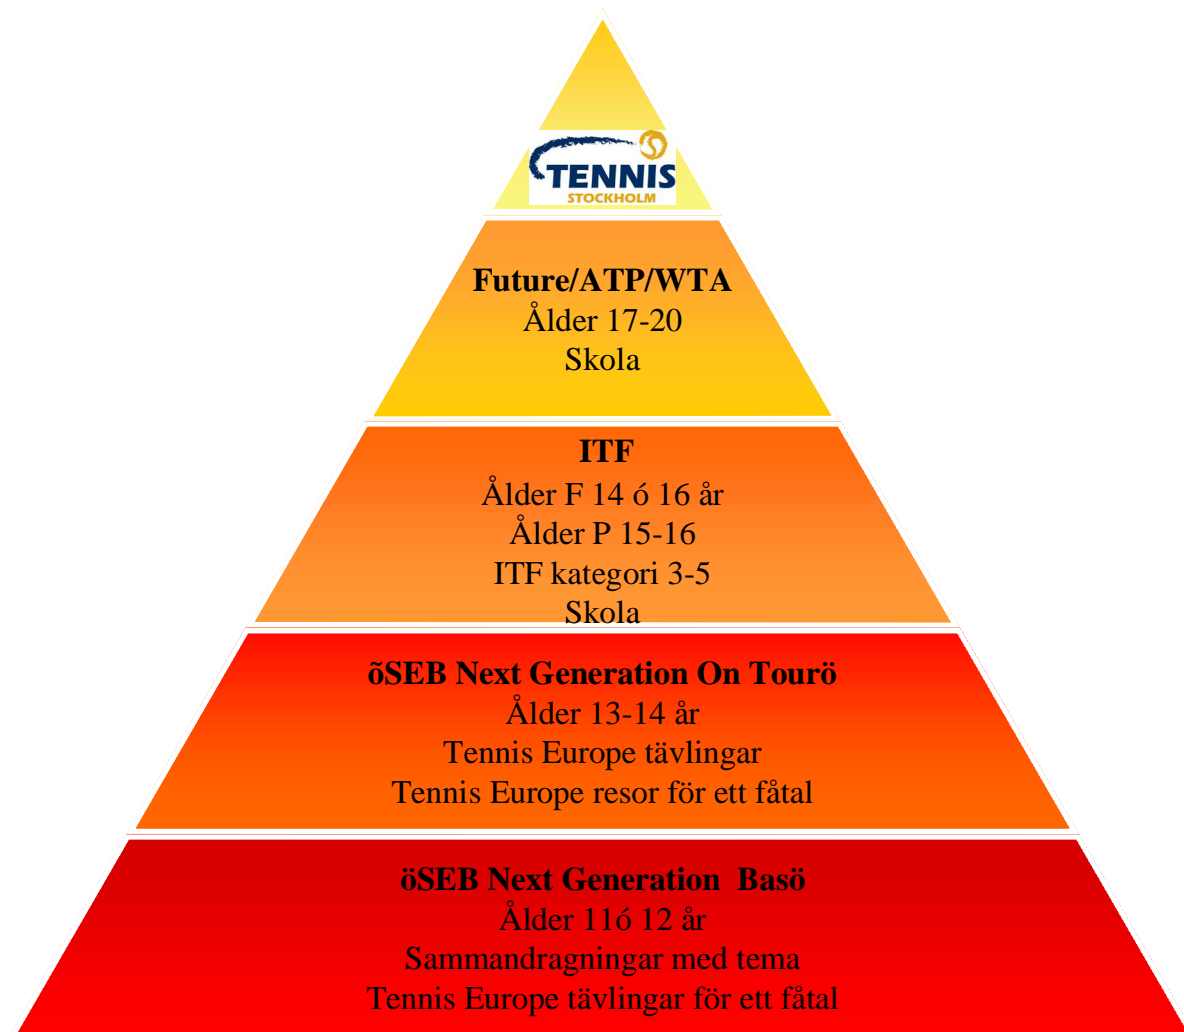 TENNIS
STOCKHOLM
Future/ATP/WTA
Ålder 17-20
Skola
ITF
Ålder F 14 ó 16 år
Ålder P 15-16
ITF kategori 3-5
Skola
õSEB Next Generation On Tourö
Ålder 13-14 år
Tennis Europe tävlingar
Tennis Europe resor för ett fåtal
öSEB Next Generation  Basö
Ålder 11ó 12 år
Sammandragningar med tema
Tennis Europe tävlingar för ett fåtal